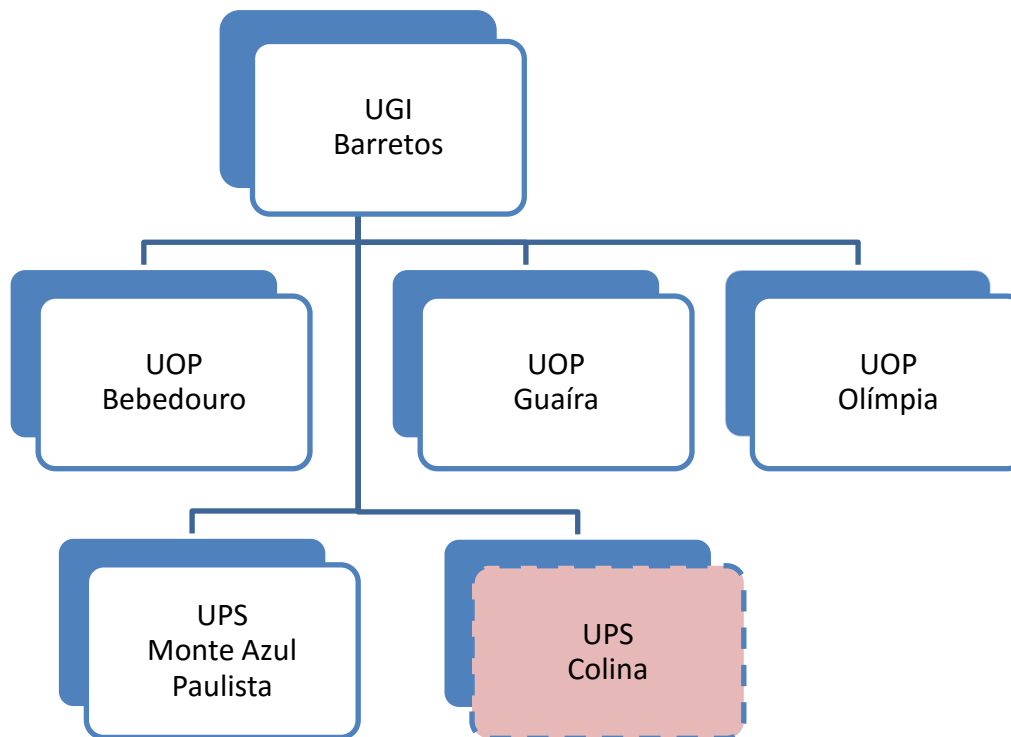 UGI
Barretos
UOP
Bebedouro
UOP
Guaíra
UOP
Olímpia
UPS
Monte Azul
Paulista
UPS
Colina